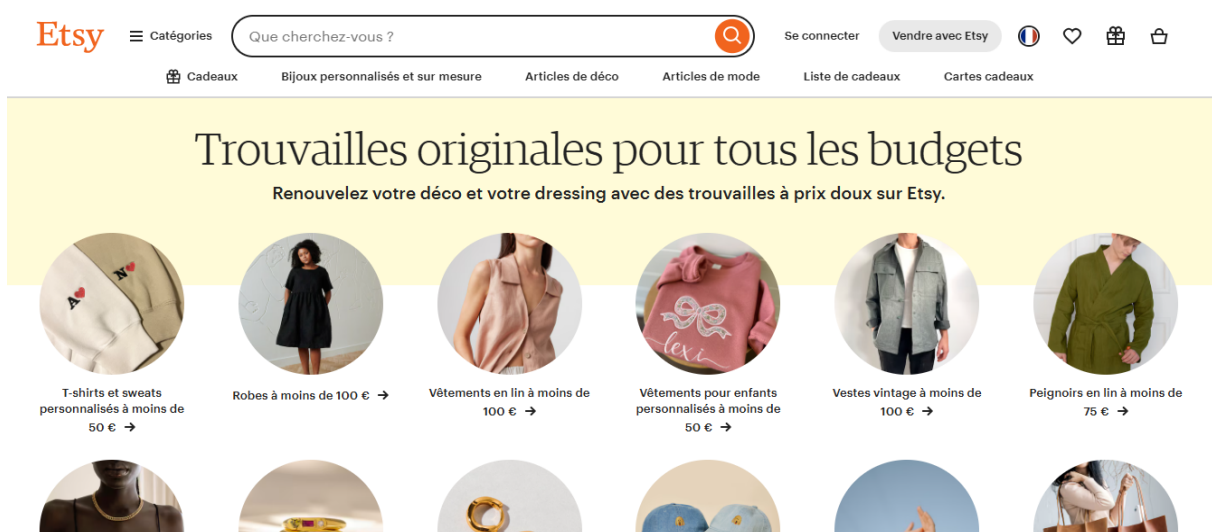 Etsy
Catégories
Que cherchez-vous ?
Se connecter
Vendre avec Etsy
Cadeaux
Bijoux personnalisés et sur mesure
Articles de déco
Articles de mode
Liste de cadeaux
Cartes cadeaux
Trouvailles originales pour tous les budgets
Renouvelez votre déco et votre dressing avec des trouvailles à prix doux sur Etsy.
A
N
lexi
T-shirts et sweats
personnalisés à moins de
50 € →
Robes à moins de 100 € →
Vêtements en lin à moins de
100 € →
Vêtements pour enfants
personnalisés à moins de
50 € →
Vestes vintage à moins de
100 € →
Peignoirs en lin à moins de
75 € →